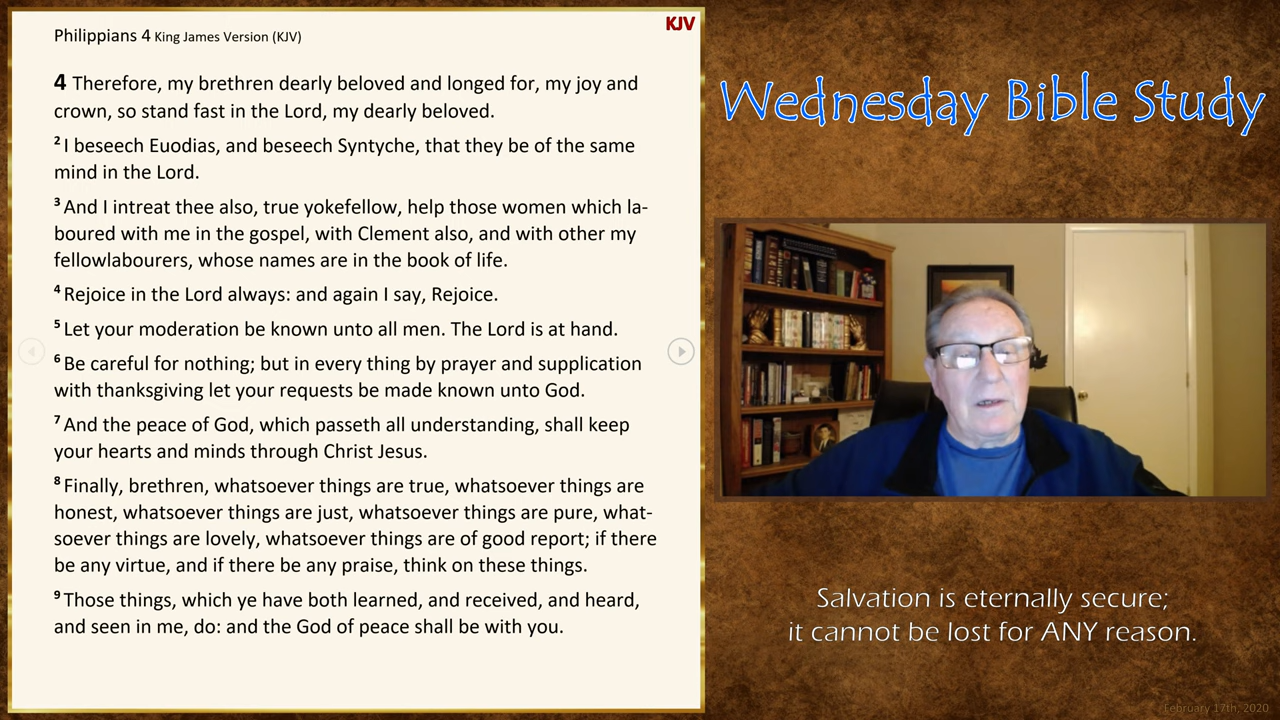 KJV
Philippians 4 King James Version (KJV)
4 Therefore, my brethren dearly beloved and longed for, my joy and
crown, so stand fast in the Lord, my dearly beloved.
2 I beseech Euodias, and beseech Syntyche, that they be of the same
mind in the Lord.
3 And I intreat thee also, true yokefellow, help those women which la-
boured with me in the gospel, with Clement also, and with other my
fellowlabourers, whose names are in the book of life.
4 Rejoice in the Lord always: and again I say, Rejoice.
5 Let your moderation be known unto all men. The Lord is at hand.
6 Be careful for nothing; but in every thing by prayer and supplication
with thanksgiving let your requests be made known unto God.
7 And the peace of God, which passeth all understanding, shall keep
your hearts and minds through Christ Jesus.
8 Finally, brethren, whatsoever things are true, whatsoever things are
honest, whatsoever things are just, whatsoever things are pure, what-
soever things are lovely, whatsoever things are of good report; if there
be any virtue, and if there be any praise, think on these things.
9 Those things, which ye have both learned, and received, and heard,
and seen in me, do: and the God of peace shall be with you.
Wednesday Bible Study
Salvation is eternally secure;
it cannot be lost for ANY reason.
February 17th, 2020